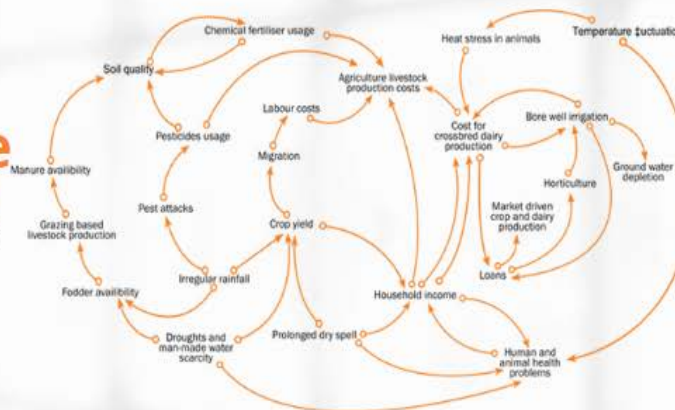 Chemical fertiliser usage
Heat stress in animals
Temperature ‡uctuatio
Soil quality
Agriculture livestock
production costs
e
Labour costs
Pesticides usage
Cost for
crossbred dairy
production
Bore well irrigation
Manure availibility
Migration
Ground water
depletion
Horticulture
Pest attacks
Market driven
crop and dairy
production
Grazing based
livestock production
Crop yield
Loans
Fodder availibility
Irregular rainfall
Household income
Droughts and
man-made water
scarcity
Prolonged dry spell
Human and
animal health
problems